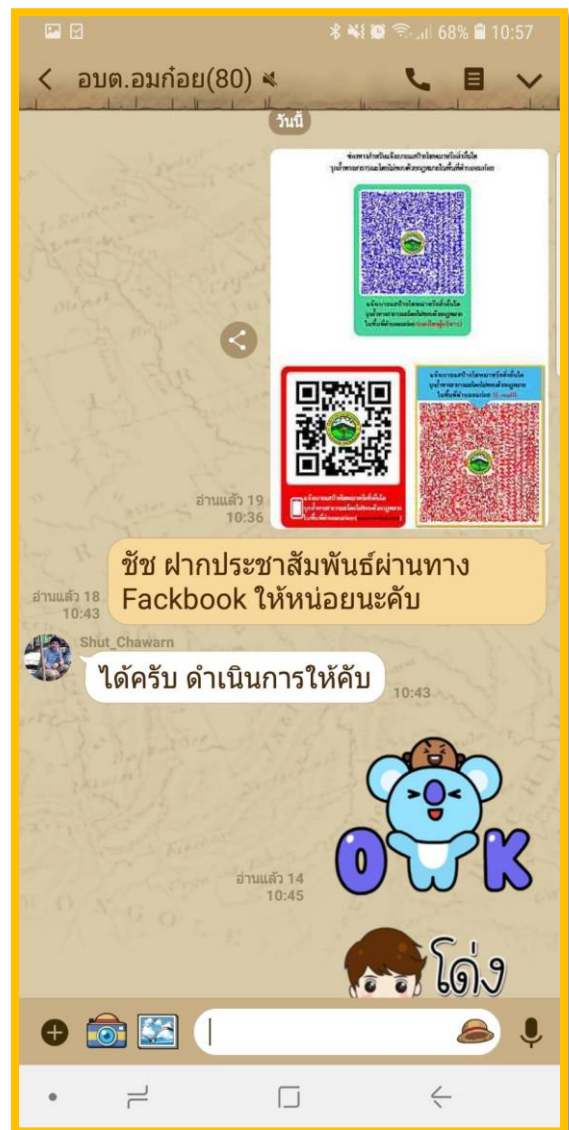 68% 10:57
อบต.อมก๋อย(80)
วันนี้
อ่านแล้ว 19
10:36
ชัช ฝากประชาสัมพันธ์ผ่านทาง
Fackbook ให้หน่อยนะคับ
อ่านแล้ว 18
10:43
Shut_Chawarn
ได้ครับ ดำเนินการให้คับ
10:43
OK
อ่านแล้ว 14
10:45
โด่ง